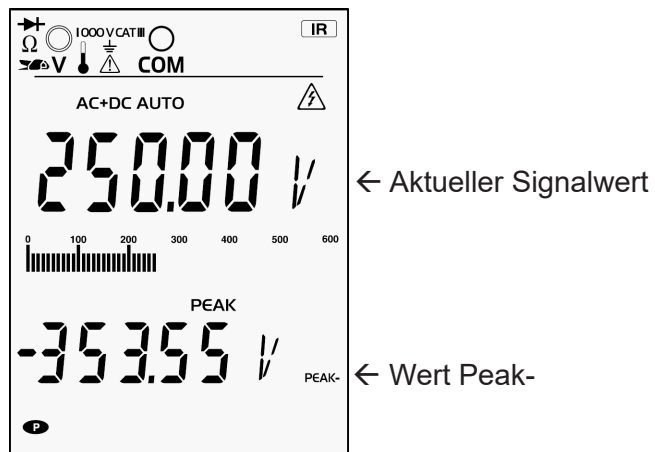 IR
Ω 1000 V CAT III
V COM
AC+DC AUTO
250.00 V ← Aktueller Signalwert
0 100 200 300 400 500 600
PEAK
-353.55 V PEAK- ← Wert Peak-
P